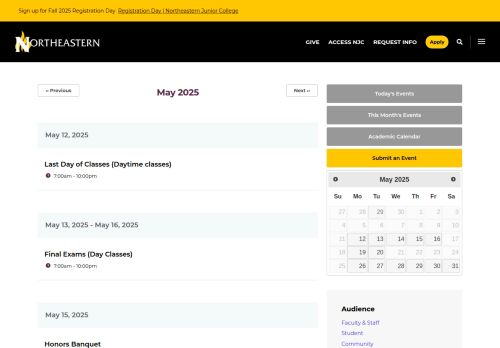 Sign up for Fall 2025 Registration Day  Registration Day | Northeastern Junior College
NORTHEASTERN
GIVE ACCESS NJC REQUEST INFO Apply
« Previous
May 2025
Next »
May 12, 2025
Last Day of Classes (Daytime classes)
7:00am - 10:00pm
May 13, 2025 - May 16, 2025
Final Exams (Day Classes)
7:00am - 10:00pm
May 15, 2025
Honors Banquet
Today's Events
This Month's Events
Academic Calendar
Submit an Event
May 2025
Su Mo Tu We Th Fr Sa
27 28 29 30 1 2 3
4 5 6 7 8 9 10
11 12 13 14 15 16 17
18 19 20 21 22 23 24
25 26 27 28 29 30 31
Audience
Faculty & Staff
Student
Community